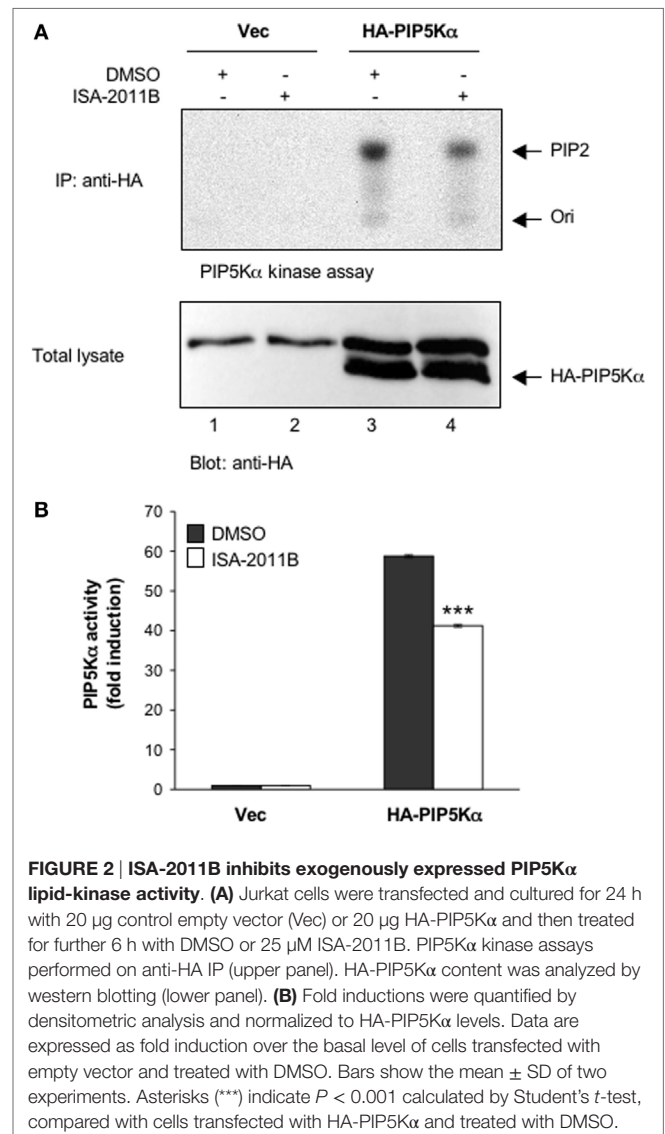 A
Vec HA-PIP5Kα
DMSO + - + -
ISA-2011B - + - +
IP: anti-HA
PIP2
Ori
PIP5Kα kinase assay
Total lysate
HA-PIP5Kα
1 2 3 4
Blot: anti-HA
B
PIP5Kα activity
(fold induction)
70
60
50
40
30
20
10
0
DMSO
ISA-2011B
***
Vec HA-PIP5Kα
FIGURE 2 | ISA-2011B inhibits exogenously expressed PIP5Kα
lipid-kinase activity. (A) Jurkat cells were transfected and cultured for 24 h
with 20 µg control empty vector (Vec) or 20 µg HA-PIP5Kα and then treated
for further 6 h with DMSO or 25 µM ISA-2011B. PIP5Kα kinase assays
performed on anti-HA IP (upper panel). HA-PIP5Kα content was analyzed by
western blotting (lower panel). (B) Fold inductions were quantified by
densitometric analysis and normalized to HA-PIP5Kα levels. Data are
expressed as fold induction over the basal level of cells transfected with
empty vector and treated with DMSO. Bars show the mean ± SD of two
experiments. Asterisks (***) indicate P < 0.001 calculated by Student's t-test,
compared with cells transfected with HA-PIP5Kα and treated with DMSO.